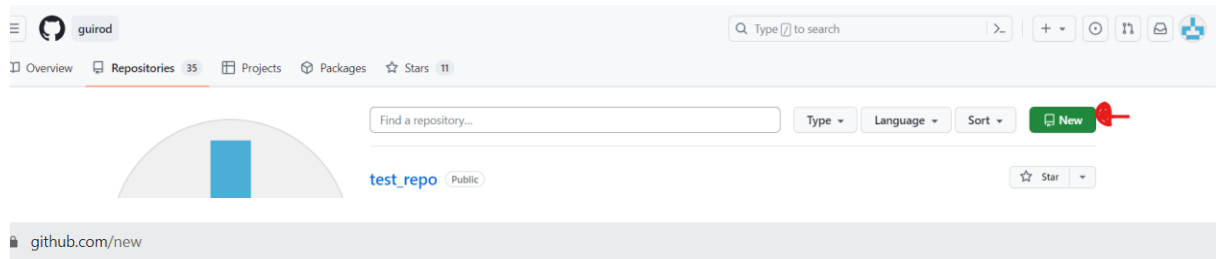 guirod Type / to search
Overview Repositories 35 Projects Packages Stars 11
Find a repository... Type Language Sort New
test_repo Public Star
github.com/new